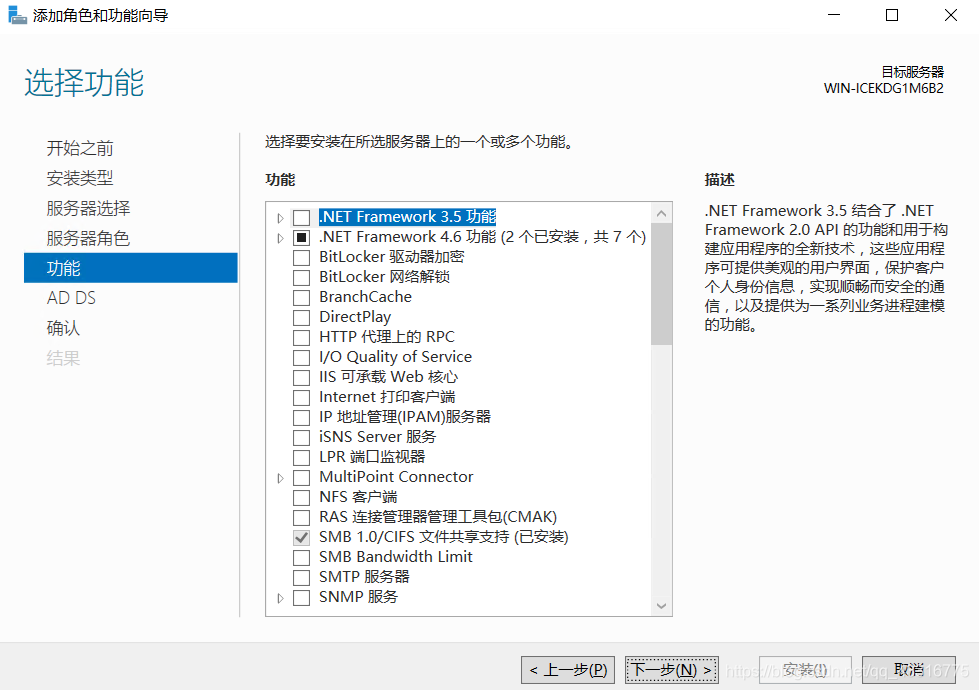 添加角色和功能向导
选择功能
目标服务器
WIN-ICEKDG1M6B2
开始之前
安装类型
服务器选择
服务器角色
功能
AD DS
确认
结果
选择要安装在所选服务器上的一个或多个功能。
功能
.NET Framework 3.5 功能
.NET Framework 4.6 功能 (2 个已安装，共 7 个)
BitLocker 驱动器加密
BitLocker 网络解锁
BranchCache
DirectPlay
HTTP 代理上的 RPC
I/O Quality of Service
IIS 可承载 Web 核心
Internet 打印客户端
IP 地址管理(IPAM)服务器
iSNS Server 服务
LPR 端口监视器
MultiPoint Connector
NFS 客户端
RAS 连接管理器管理工具包(CMAK)
SMB 1.0/CIFS 文件共享支持 (已安装)
SMB Bandwidth Limit
SMTP 服务器
SNMP 服务
描述
.NET Framework 3.5 结合了 .NET
Framework 2.0 API 的功能和用于构
建应用程序的全新技术，这些应用程
序可提供美观的用户界面，保护客户
个人身份信息，实现顺畅而安全的通
信，以及提供为一系列业务进程建模
的功能。
< 上一步(P)
下一步(N) >
安装(I)
取消